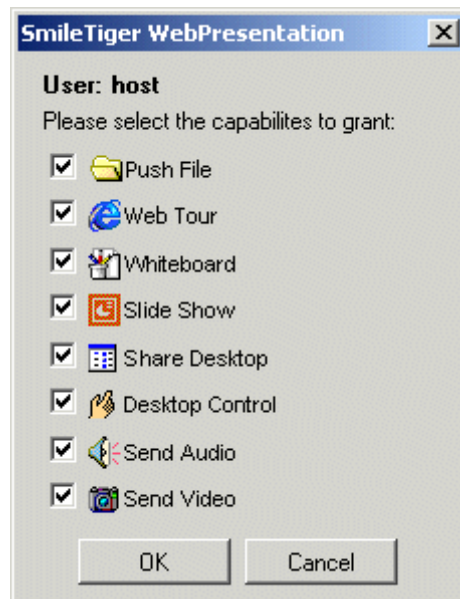 SmileTiger WebPresentation
User: host
Please select the capabilites to grant:
Push File
Web Tour
Whiteboard
Slide Show
Share Desktop
Desktop Control
Send Audio
Send Video
OK
Cancel